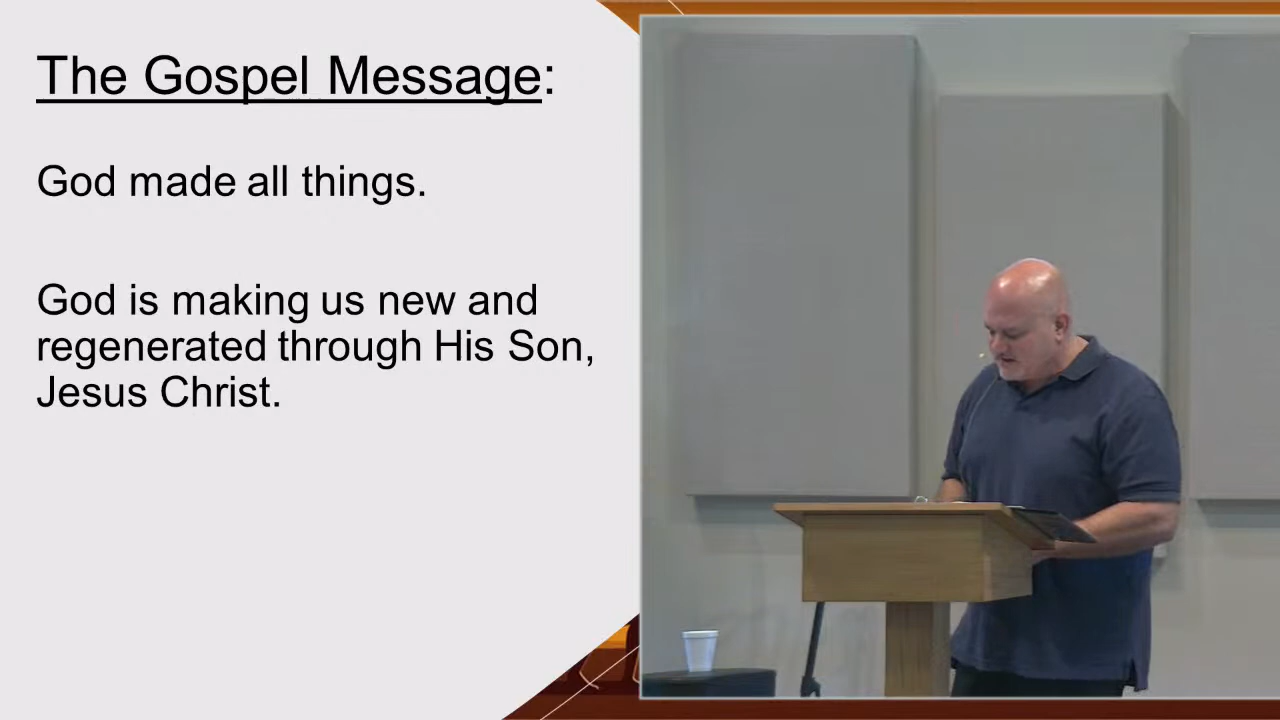 The Gospel Message:
God made all things.
God is making us new and
regenerated through His Son,
Jesus Christ.